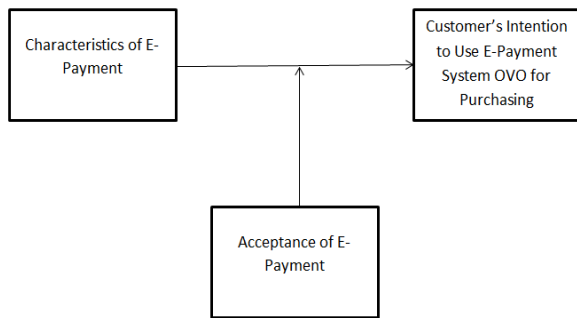 Characteristics of E-
Payment
Customer's Intention
to Use E-Payment
System OVO for
Purchasing
Acceptance of E-
Payment